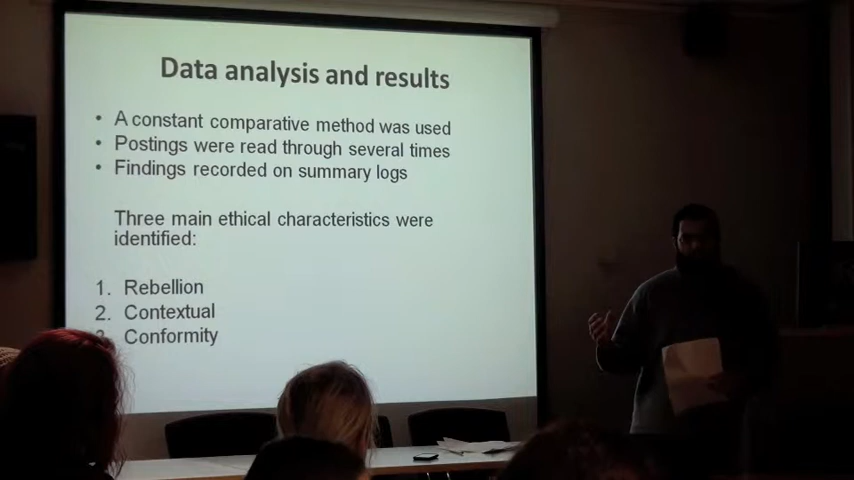 Data analysis and results
• A constant comparative method was used
• Postings were read through several times
• Findings recorded on summary logs
Three main ethical characteristics were
identified:
1. Rebellion
2. Contextual
3. Conformity